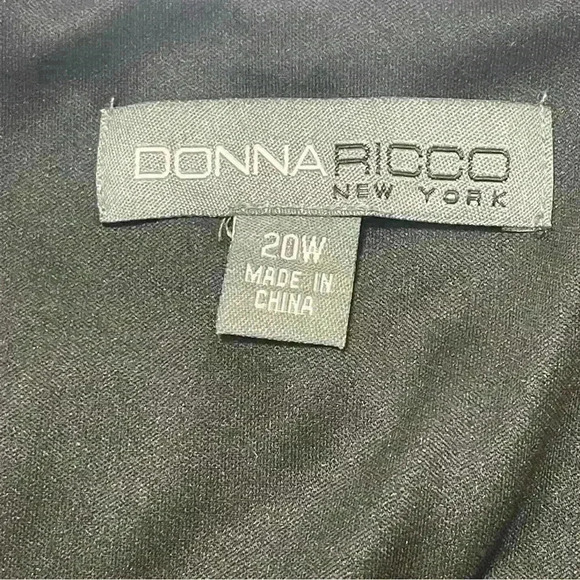 DONNA RICCO
NEW YORK
20W
MADE IN
CHINA